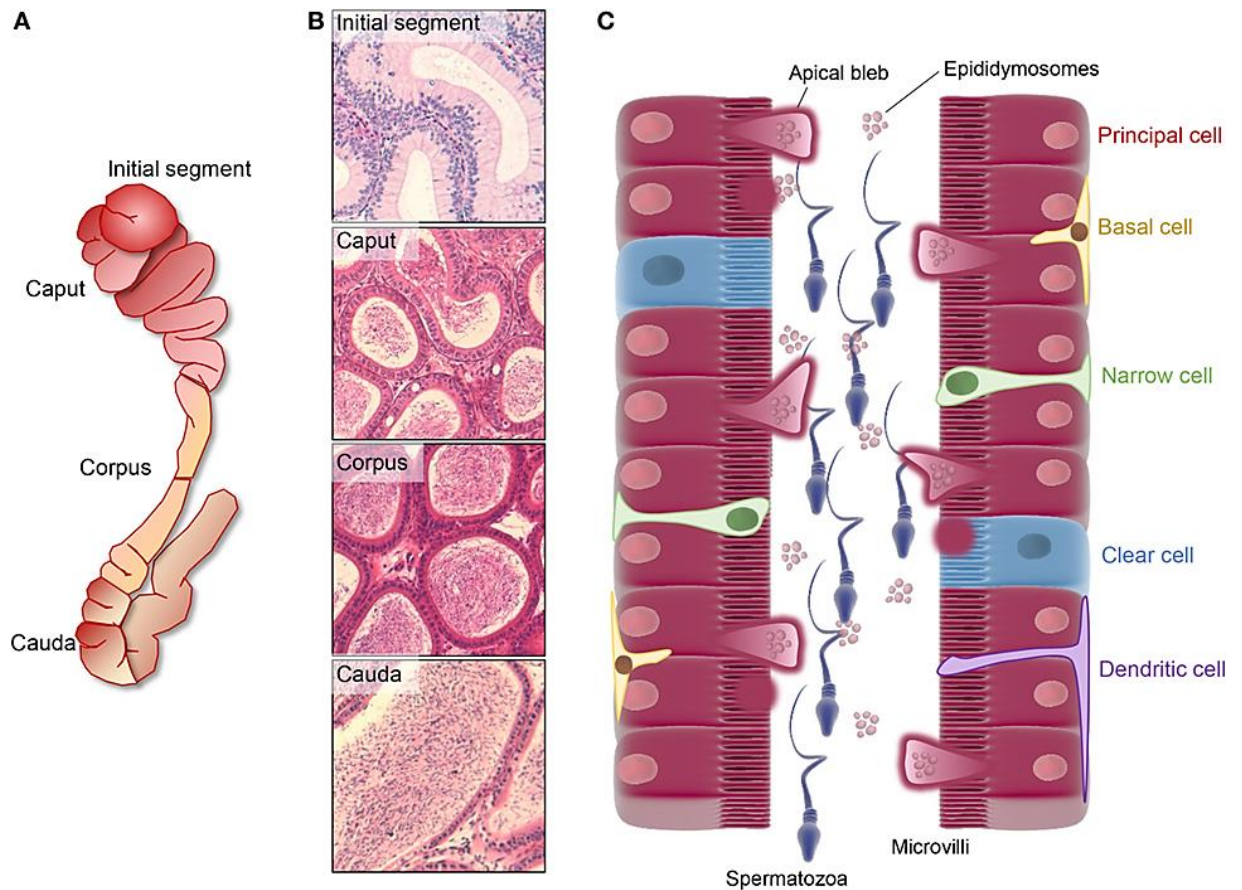 A
Initial segment
Caput
Corpus
Cauda
B
Initial segment
Caput
Corpus
Cauda
C
Apical bleb
Epididymosomes
Principal cell
Basal cell
Narrow cell
Clear cell
Dendritic cell
Microvilli
Spermatozoa